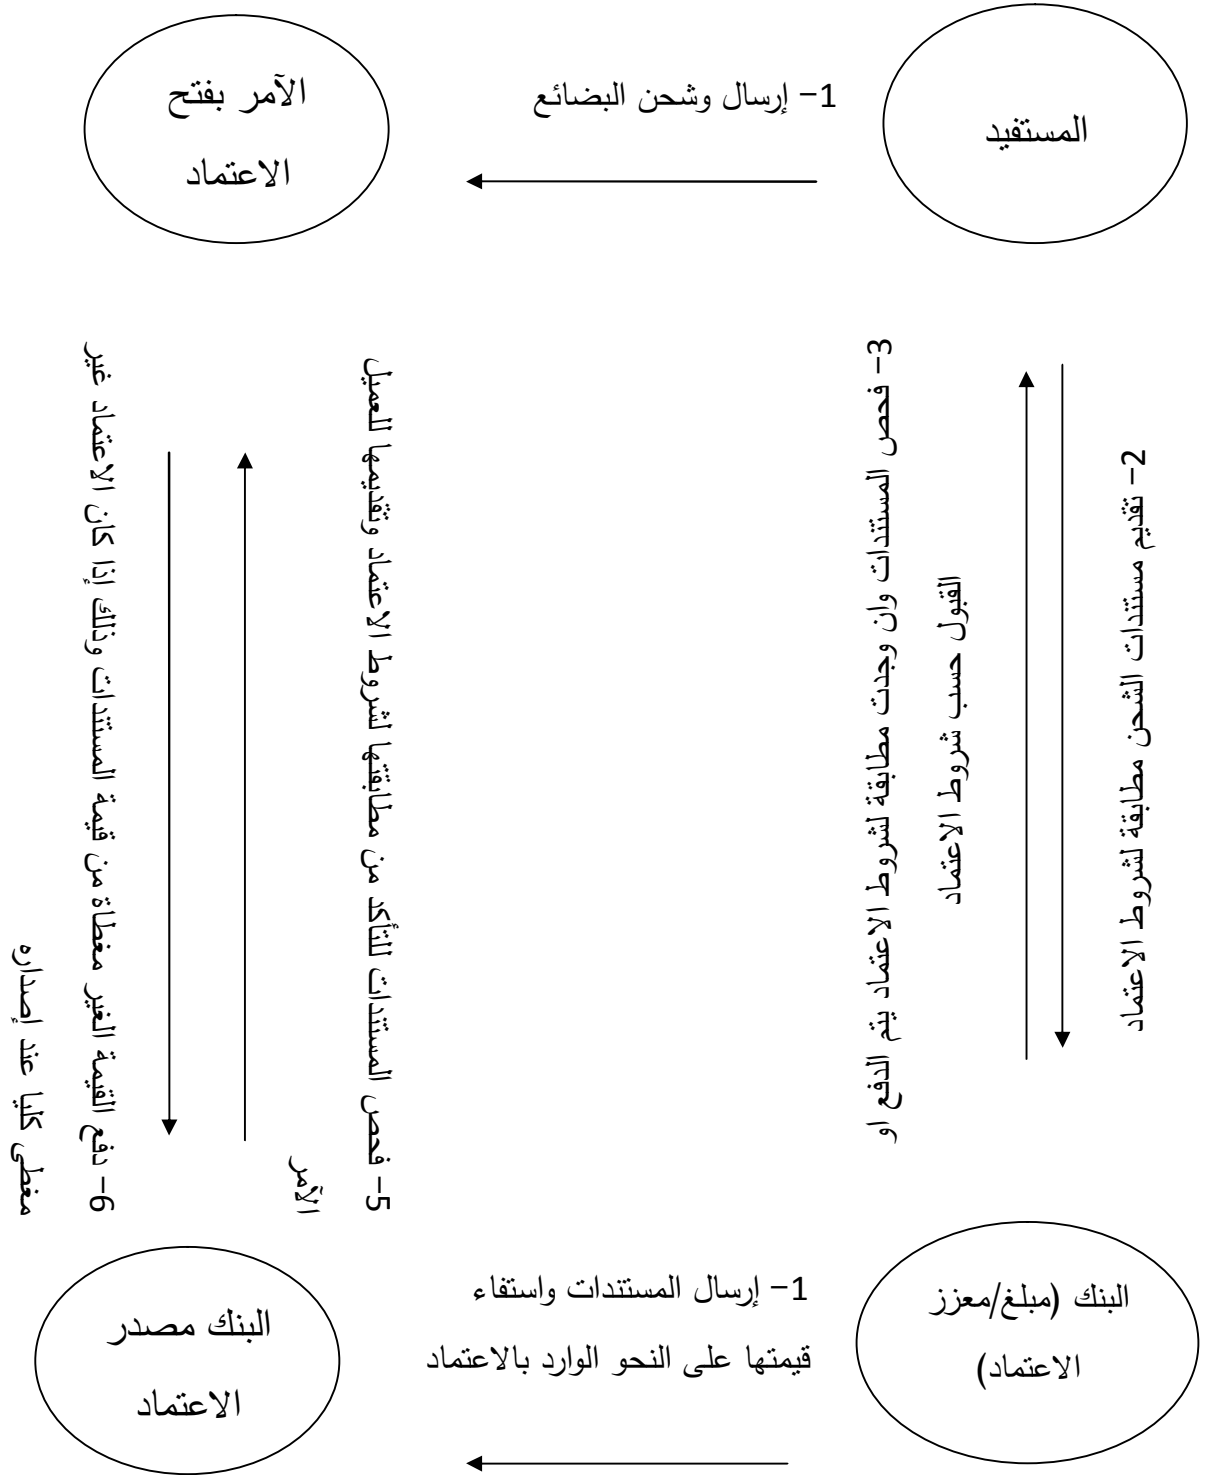 المستفيد
1- إرسال وشحن البضائع
الآمر بفتح
الاعتماد
2- تقديم مستندات الشحن مطابقة لشروط الاعتماد
3- فحص المستندات وان وجدت مطابقة لشروط الاعتماد يتم الدفع او
القبول حسب شروط الاعتماد
5- فحص المستندات للتأكد من مطابقتها لشروط الاعتماد وتقديمها للعميل
الآمر
6- دفع القيمة الغير مغطاة من قيمة المستندات وذلك إذا كان الاعتماد غير
مغطى كليا عند إصداره
البنك (مبلغ/معزز
الاعتماد)
1- إرسال المستندات واستفاء
قيمتها على النحو الوارد بالاعتماد
البنك مصدر
الاعتماد